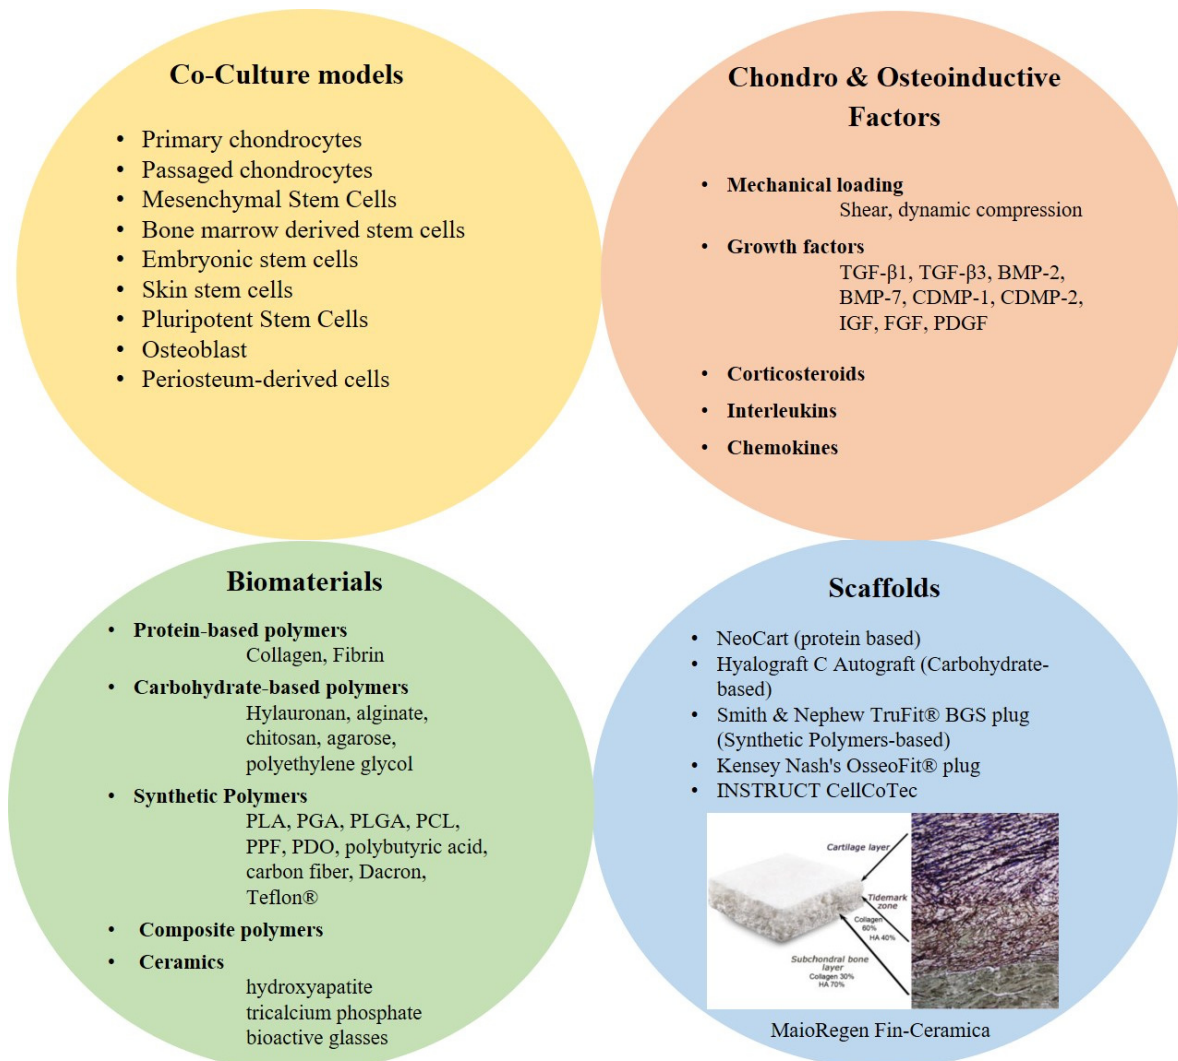 Co-Culture models
• Primary chondrocytes
• Passaged chondrocytes
• Mesenchymal Stem Cells
• Bone marrow derived stem cells
• Embryonic stem cells
• Skin stem cells
• Pluripotent Stem Cells
• Osteoblast
• Periosteum-derived cells
Chondro & Osteoinductive
Factors
• Mechanical loading
Shear, dynamic compression
• Growth factors
TGF-β1, TGF-β3, BMP-2,
BMP-7, CDMP-1, CDMP-2,
IGF, FGF, PDGF
• Corticosteroids
• Interleukins
• Chemokines
Biomaterials
• Protein-based polymers
Collagen, Fibrin
• Carbohydrate-based polymers
Hylauronan, alginate,
chitosan, agarose,
polyethylene glycol
• Synthetic Polymers
PLA, PGA, PLGA, PCL,
PPF, PDO, polybutyric acid,
carbon fiber, Dacron,
Teflon®
• Composite polymers
• Ceramics
hydroxyapatite
tricalcium phosphate
bioactive glasses
Scaffolds
• NeoCart (protein based)
• Hyalograft C Autograft (Carbohydrate-
based)
• Smith & Nephew TruFit® BGS plug
(Synthetic Polymers-based)
• Kensey Nash's OsseoFit® plug
• INSTRUCT CellCoTec
Cartilage layer
Tidemark
zone
Collagen
60%
HA 40%
Subchondral bone
layer
Collagen 30%
HA 70%
MaioRegen Fin-Ceramica